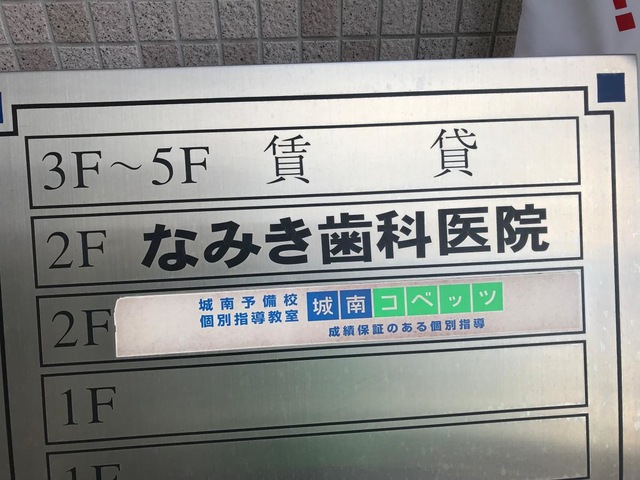 3F～5F 賃貸
2F なみき歯科医院
2F 城南予備校
個別指導教室 城南コベッツ
成績保証のある個別指導
1F
1F